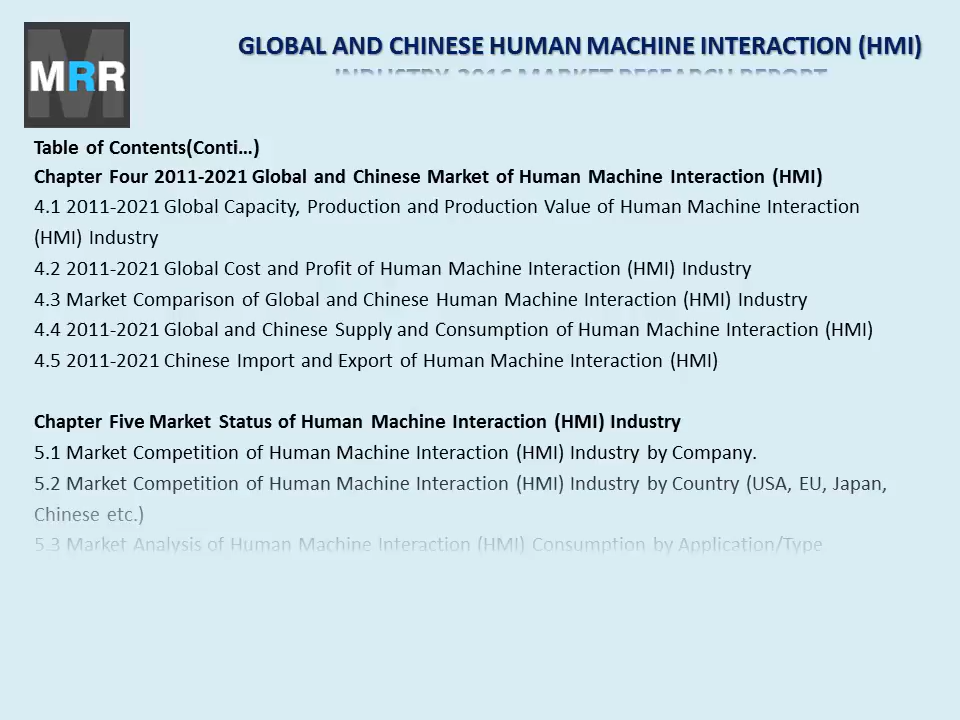 MRR
GLOBAL AND CHINESE HUMAN MACHINE INTERACTION (HMI)
INDUSTRY 2016 MARKET RESEARCH REPORT
Table of Contents(Conti…)
Chapter Four 2011-2021 Global and Chinese Market of Human Machine Interaction (HMI)
4.1 2011-2021 Global Capacity, Production and Production Value of Human Machine Interaction
(HMI) Industry
4.2 2011-2021 Global Cost and Profit of Human Machine Interaction (HMI) Industry
4.3 Market Comparison of Global and Chinese Human Machine Interaction (HMI) Industry
4.4 2011-2021 Global and Chinese Supply and Consumption of Human Machine Interaction (HMI)
4.5 2011-2021 Chinese Import and Export of Human Machine Interaction (HMI)
Chapter Five Market Status of Human Machine Interaction (HMI) Industry
5.1 Market Competition of Human Machine Interaction (HMI) Industry by Company.
5.2 Market Competition of Human Machine Interaction (HMI) Industry by Country (USA, EU, Japan,
Chinese etc.)
5.3 Market Analysis of Human Machine Interaction (HMI) Consumption by Application/Type